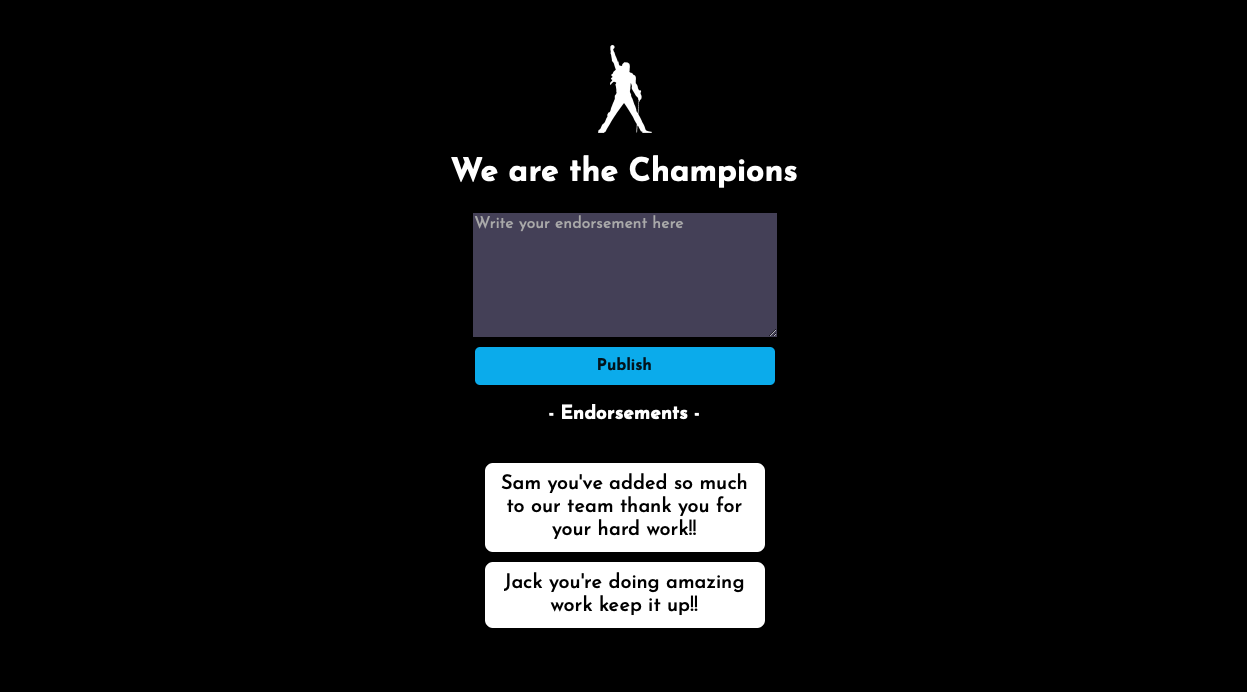 We are the Champions
Write your endorsement here
Publish
- Endorsements -
Sam you've added so much
to our team thank you for
your hard work!!
Jack you're doing amazing
work keep it up!!